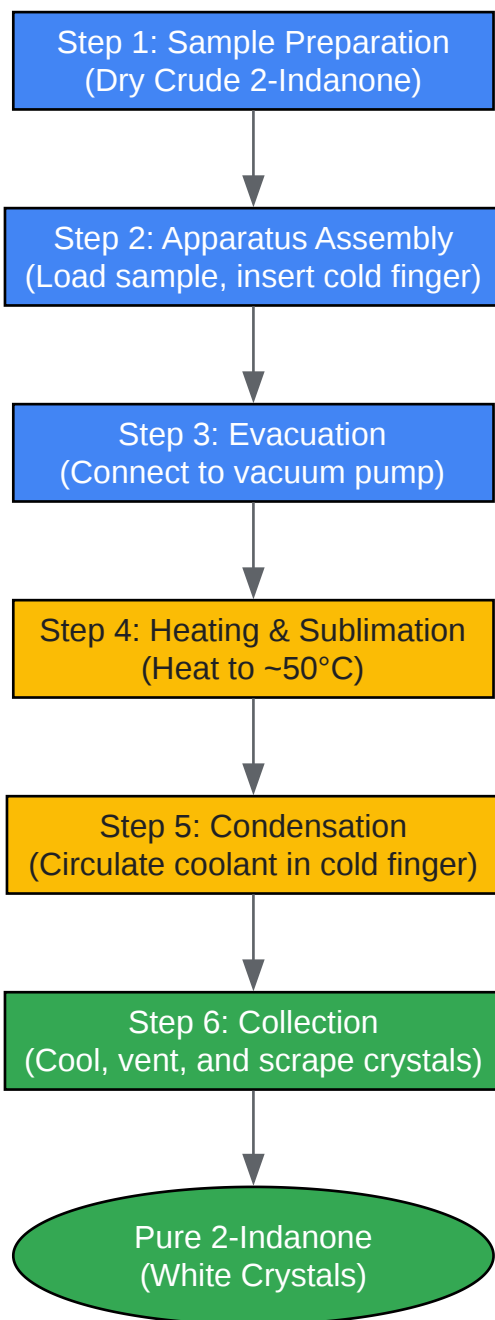 Step 1: Sample Preparation
(Dry Crude 2-Indanone)
Step 2: Apparatus Assembly
(Load sample, insert cold finger)
Step 3: Evacuation
(Connect to vacuum pump)
Step 4: Heating & Sublimation
(Heat to ~50°C)
Step 5: Condensation
(Circulate coolant in cold finger)
Step 6: Collection
(Cool, vent, and scrape crystals)
Pure 2-Indanone
(White Crystals)